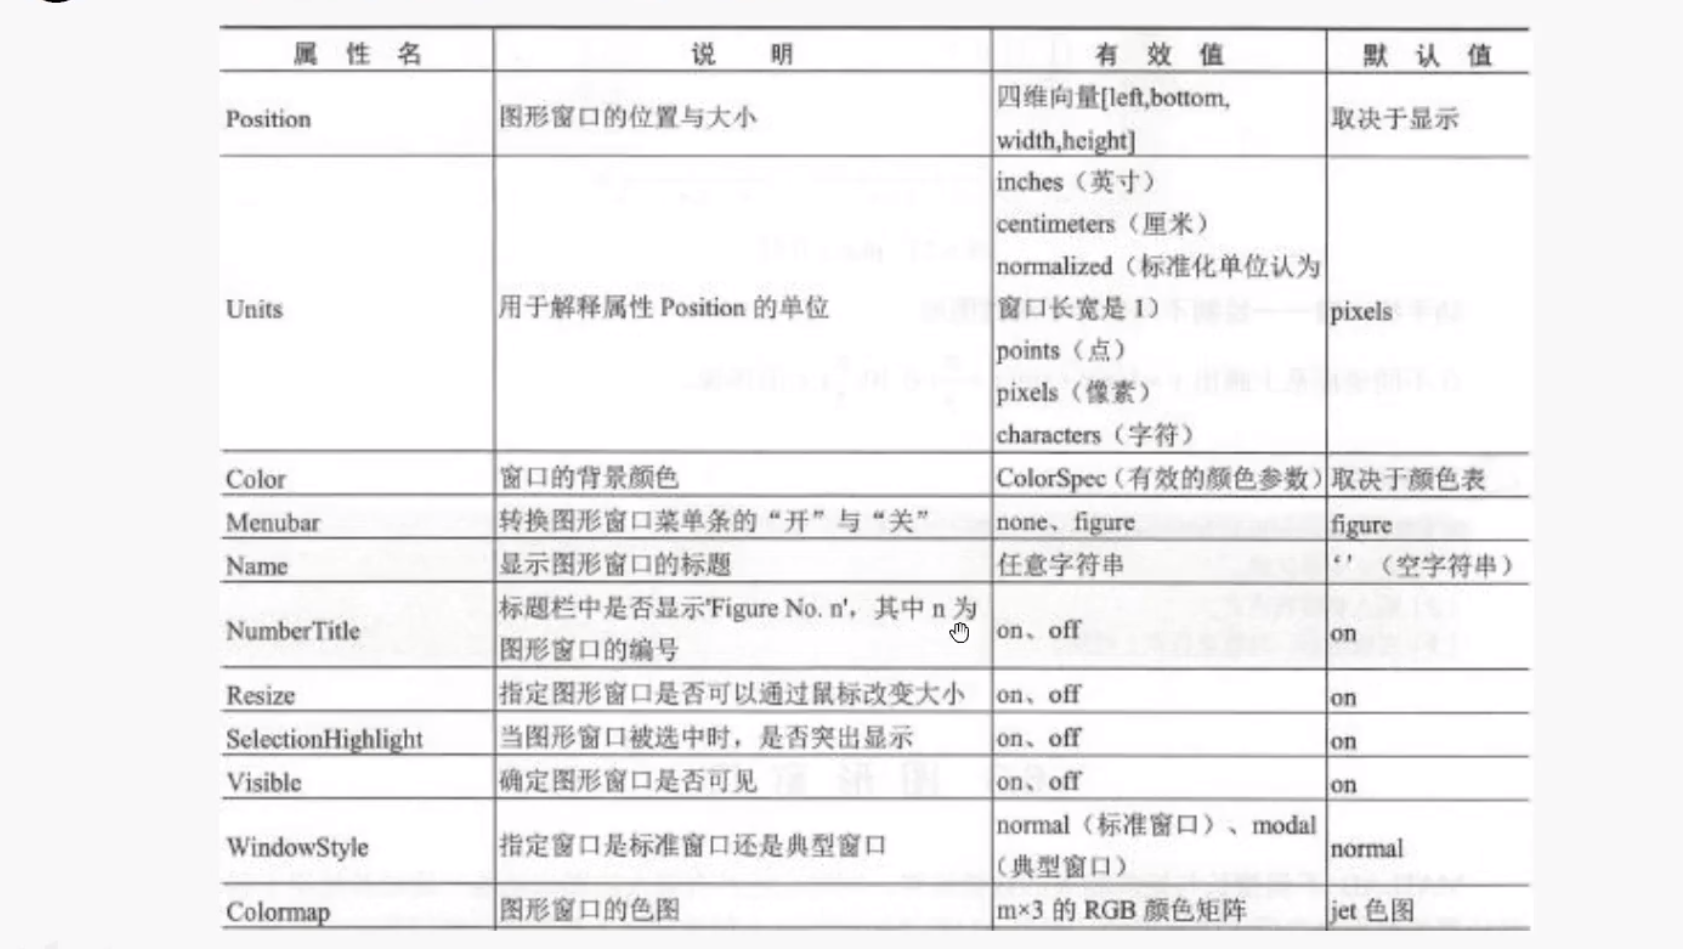 属 性 名 说 明 有 效 值 默 认 值
Position 图形窗口的位置与大小 四维向量[left,bottom, 取决于显示
width,height]
Units 用于解释属性 Position 的单位 inches（英寸） pixels
centimeters（厘米）
normalized（标准化单位认为
窗口长宽是 1）
points（点）
pixels（像素）
characters（字符）
Color 窗口的背景颜色 ColorSpec（有效的颜色参数） 取决于颜色表
Menubar 转换图形窗口菜单条的“开”与“关” none、figure figure
Name 显示图形窗口的标题 任意字符串 ‘’（空字符串）
NumberTitle 标题栏中是否显示'Figure No. n'，其中 n 为 on、off on
图形窗口的编号
Resize 指定图形窗口是否可以通过鼠标改变大小 on、off on
SelectionHighlight 当图形窗口被选中时，是否突出显示 on、off on
Visible 确定图形窗口是否可见 on、off on
WindowStyle 指定窗口是标准窗口还是典型窗口 normal（标准窗口）、modal normal
（典型窗口）
Colormap 图形窗口的色图 m×3 的 RGB 颜色矩阵 jet 色图